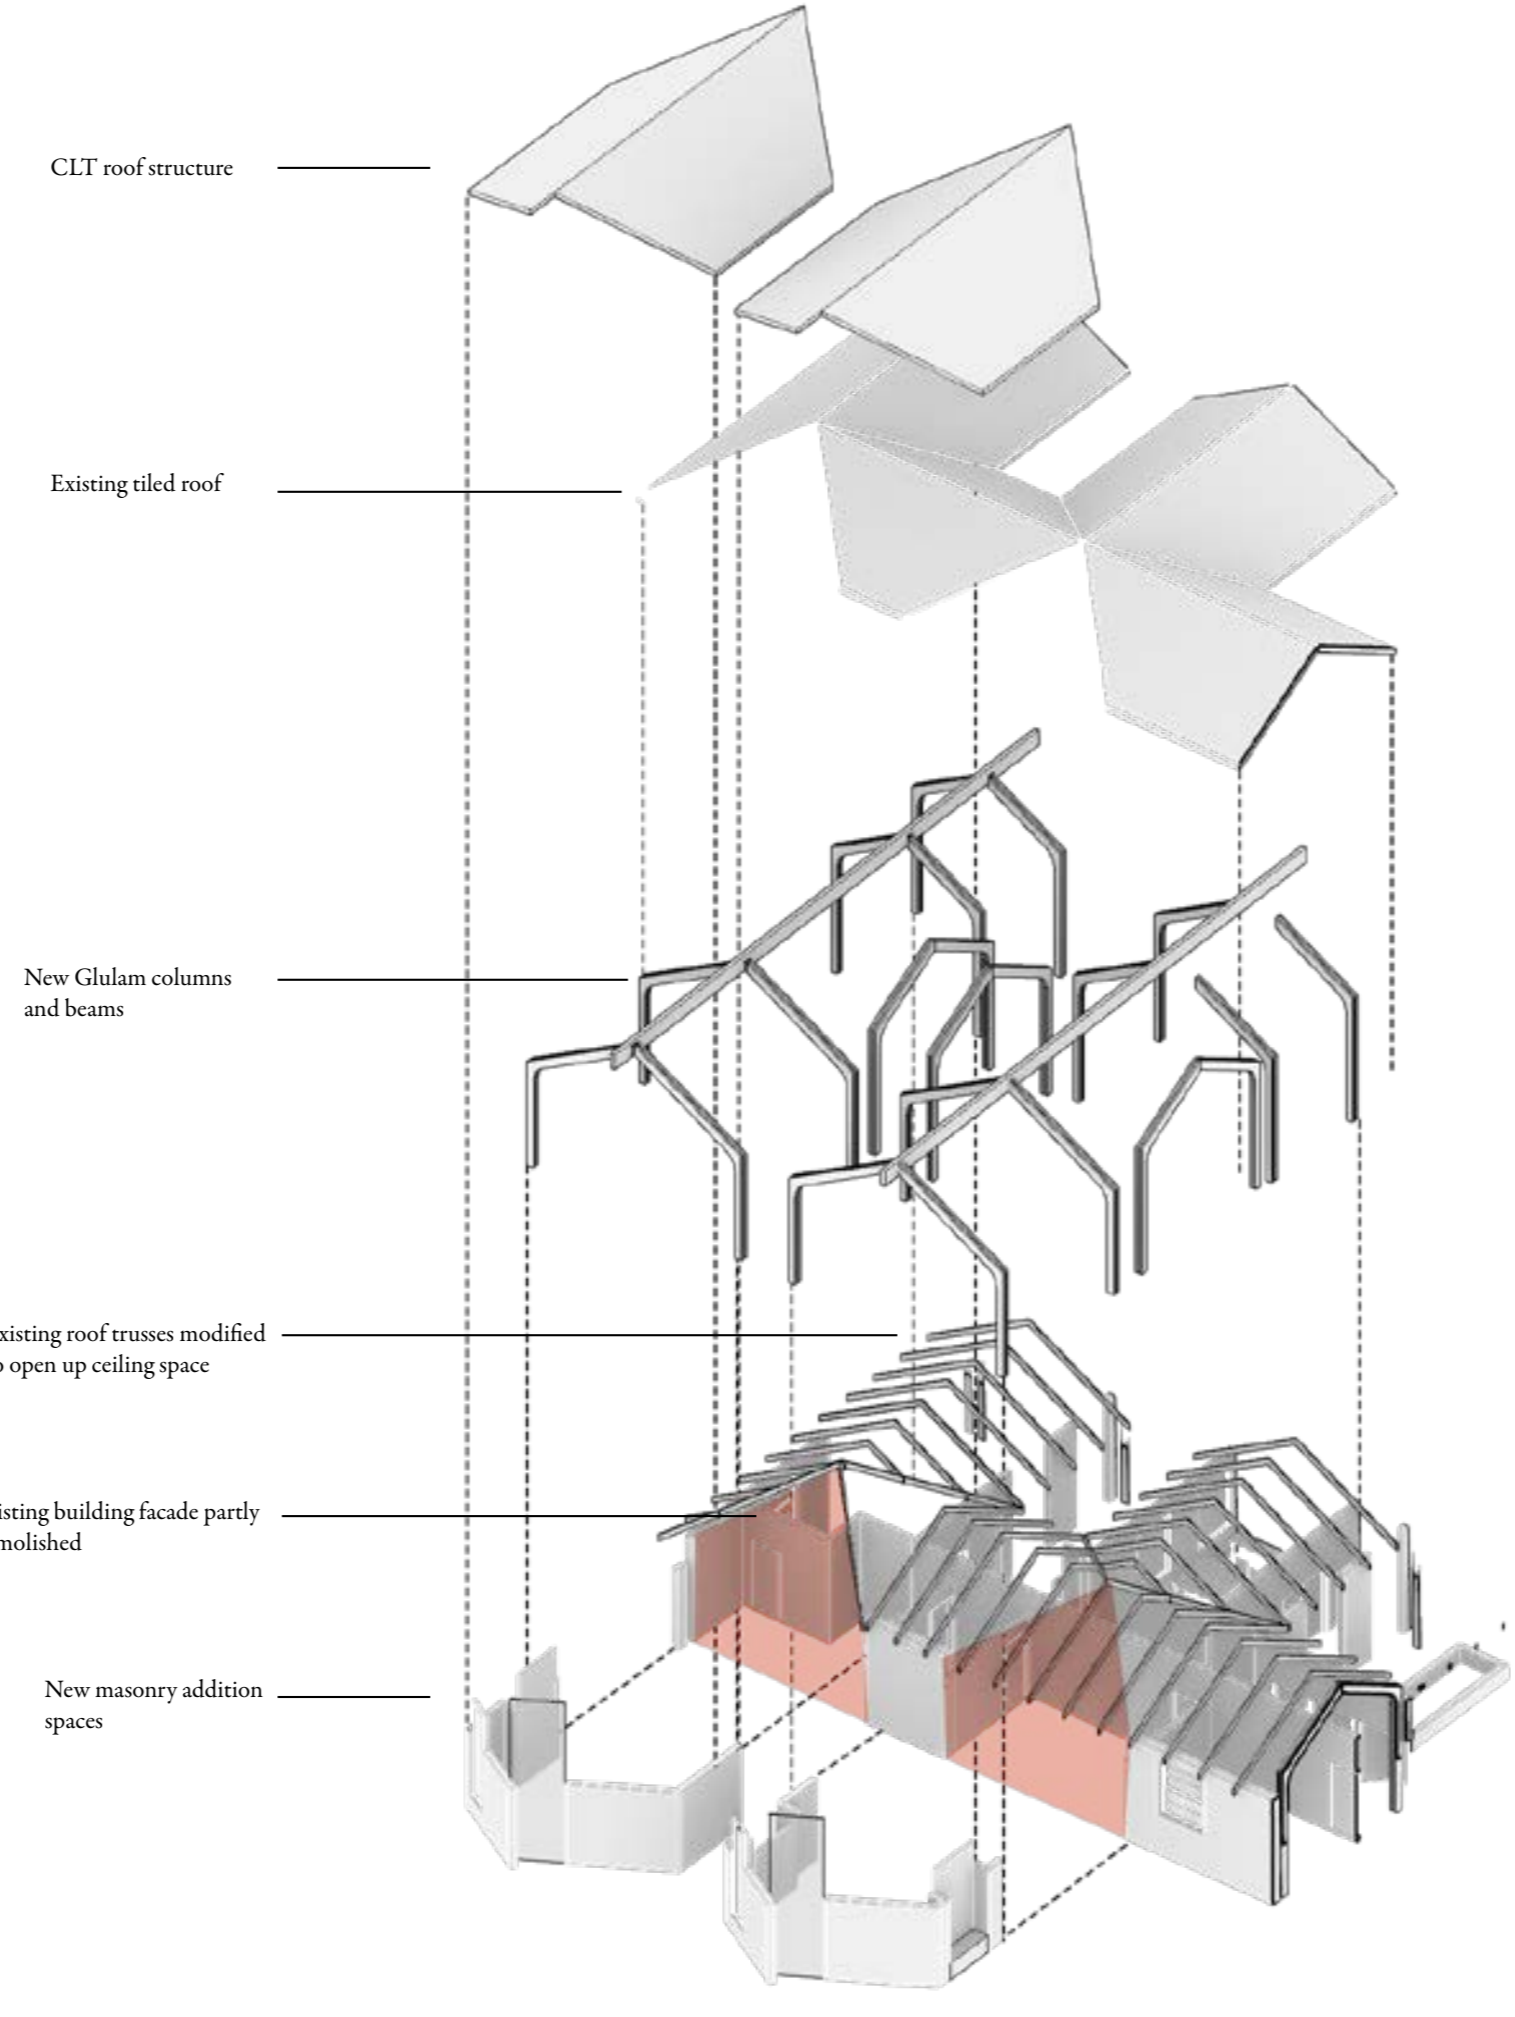 CLT roof structure
Existing tiled roof
New Glulam columns
and beams
xisting roof trusses modified
o open up ceiling space
isting building facade partly
molished
New masonry addition
spaces